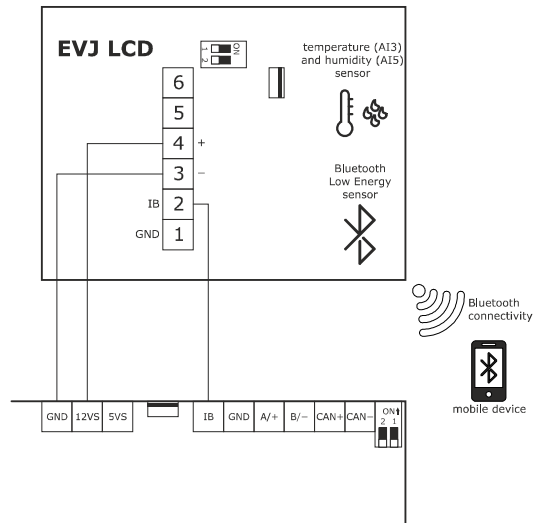 EVJ LCD
1 2
ON
temperature (AI3)
and humidity (AI5)
sensor
6
5
4 +
3 −
IB 2
GND 1
Bluetooth
Low Energy
sensor
Bluetooth
connectivity
mobile device
GND 12VS 5VS IB GND A/+ B/− CAN+ CAN−
ON
2 1